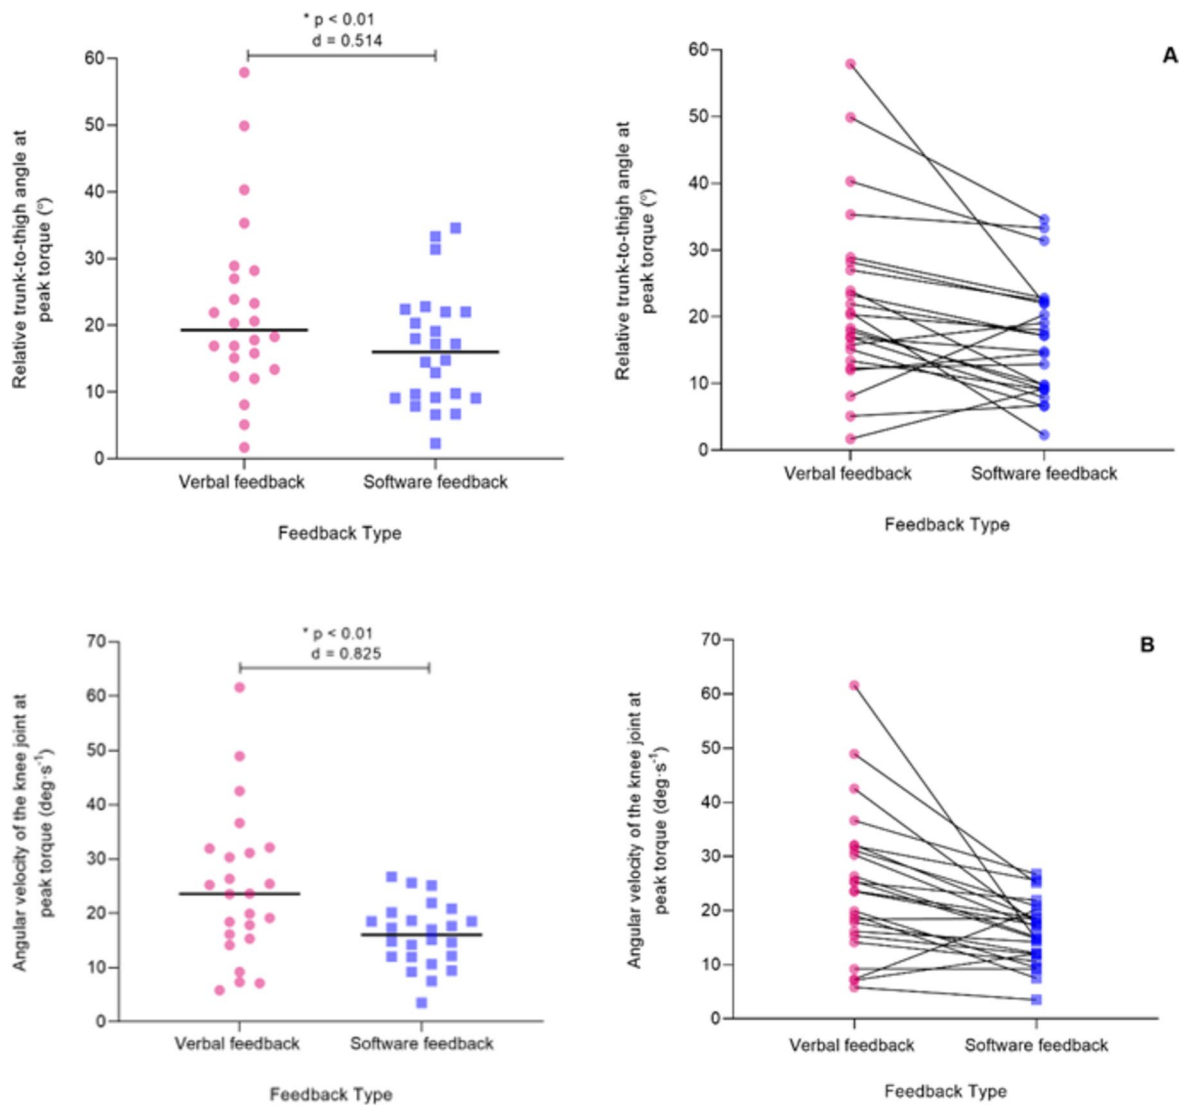 * p < 0.01
d = 0.514
60
50
40
30
20
10
0
Relative trunk-to-thigh angle at
peak torque (°)
Verbal feedback
Software feedback
Feedback Type
A
60
50
40
30
20
10
0
Relative trunk-to-thigh angle at
peak torque (°)
Verbal feedback
Software feedback
Feedback Type
* p < 0.01
d = 0.825
70
60
50
40
30
20
10
0
Angular velocity of the knee joint at
peak torque (deg·s⁻¹)
Verbal feedback
Software feedback
Feedback Type
B
70
60
50
40
30
20
10
0
Angular velocity of the knee joint at
peak torque (deg·s⁻¹)
Verbal feedback
Software feedback
Feedback Type